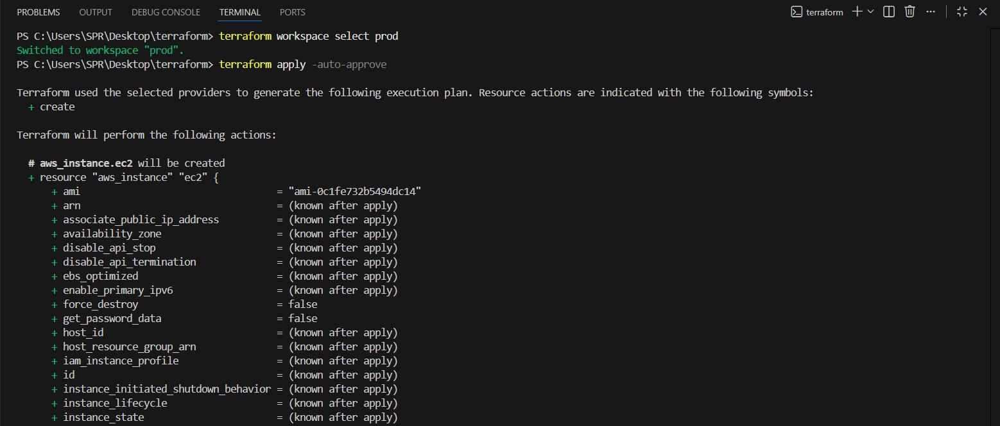 PROBLEMS OUTPUT DEBUG CONSOLE TERMINAL PORTS terraform
PS C:\Users\SPR\Desktop\terraform> terraform workspace select prod
Switched to workspace "prod".
PS C:\Users\SPR\Desktop\terraform> terraform apply -auto-approve
Terraform used the selected providers to generate the following execution plan. Resource actions are indicated with the following symbols:
+ create
Terraform will perform the following actions:
# aws_instance.ec2 will be created
+ resource "aws_instance" "ec2" {
+ ami = "ami-0c1fe732b5494dc14"
+ arn = (known after apply)
+ associate_public_ip_address = (known after apply)
+ availability_zone = (known after apply)
+ disable_api_stop = (known after apply)
+ disable_api_termination = (known after apply)
+ ebs_optimized = (known after apply)
+ enable_primary_ipv6 = (known after apply)
+ force_destroy = false
+ get_password_data = false
+ host_id = (known after apply)
+ host_resource_group_arn = (known after apply)
+ iam_instance_profile = (known after apply)
+ id = (known after apply)
+ instance_initiated_shutdown_behavior = (known after apply)
+ instance_lifecycle = (known after apply)
+ instance_state = (known after apply)